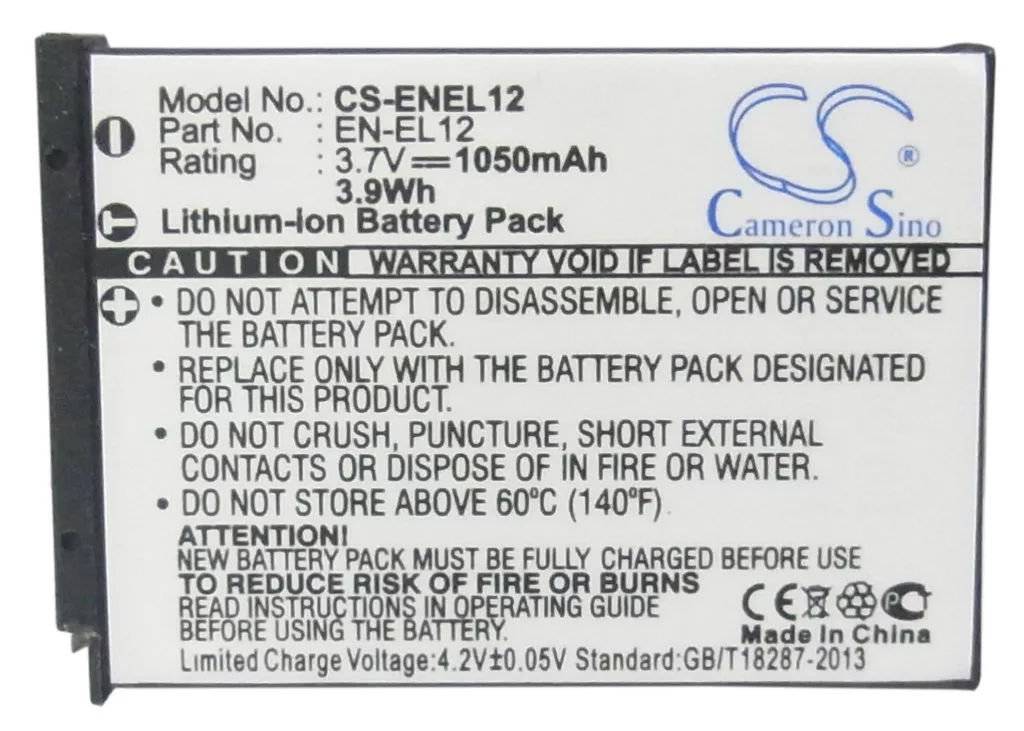 Model No.: CS-ENEL12
Part No. : EN-EL12
Rating : 3.7V⎓1050mAh
3.9Wh
Lithium-Ion Battery Pack
CS ®
Cameron Sino
CAUTION WARRANTY VOID IF LABEL IS REMOVED
• DO NOT ATTEMPT TO DISASSEMBLE, OPEN OR SERVICE
THE BATTERY PACK.
• REPLACE ONLY WITH THE BATTERY PACK DESIGNATED
FOR THIS PRODUCT.
• DO NOT CRUSH, PUNCTURE, SHORT EXTERNAL
CONTACTS OR DISPOSE OF IN FIRE OR WATER.
• DO NOT STORE ABOVE 60°C (140°F)
ATTENTION!
NEW BATTERY PACK MUST BE FULLY CHARGED BEFORE USE
TO REDUCE RISK OF FIRE OR BURNS
READ INSTRUCTIONS IN OPERATING GUIDE
BEFORE USING THE BATTERY.
CE PC
Made In China
Limited Charge Voltage:4.2V±0.05V Standard:GB/T18287-2013